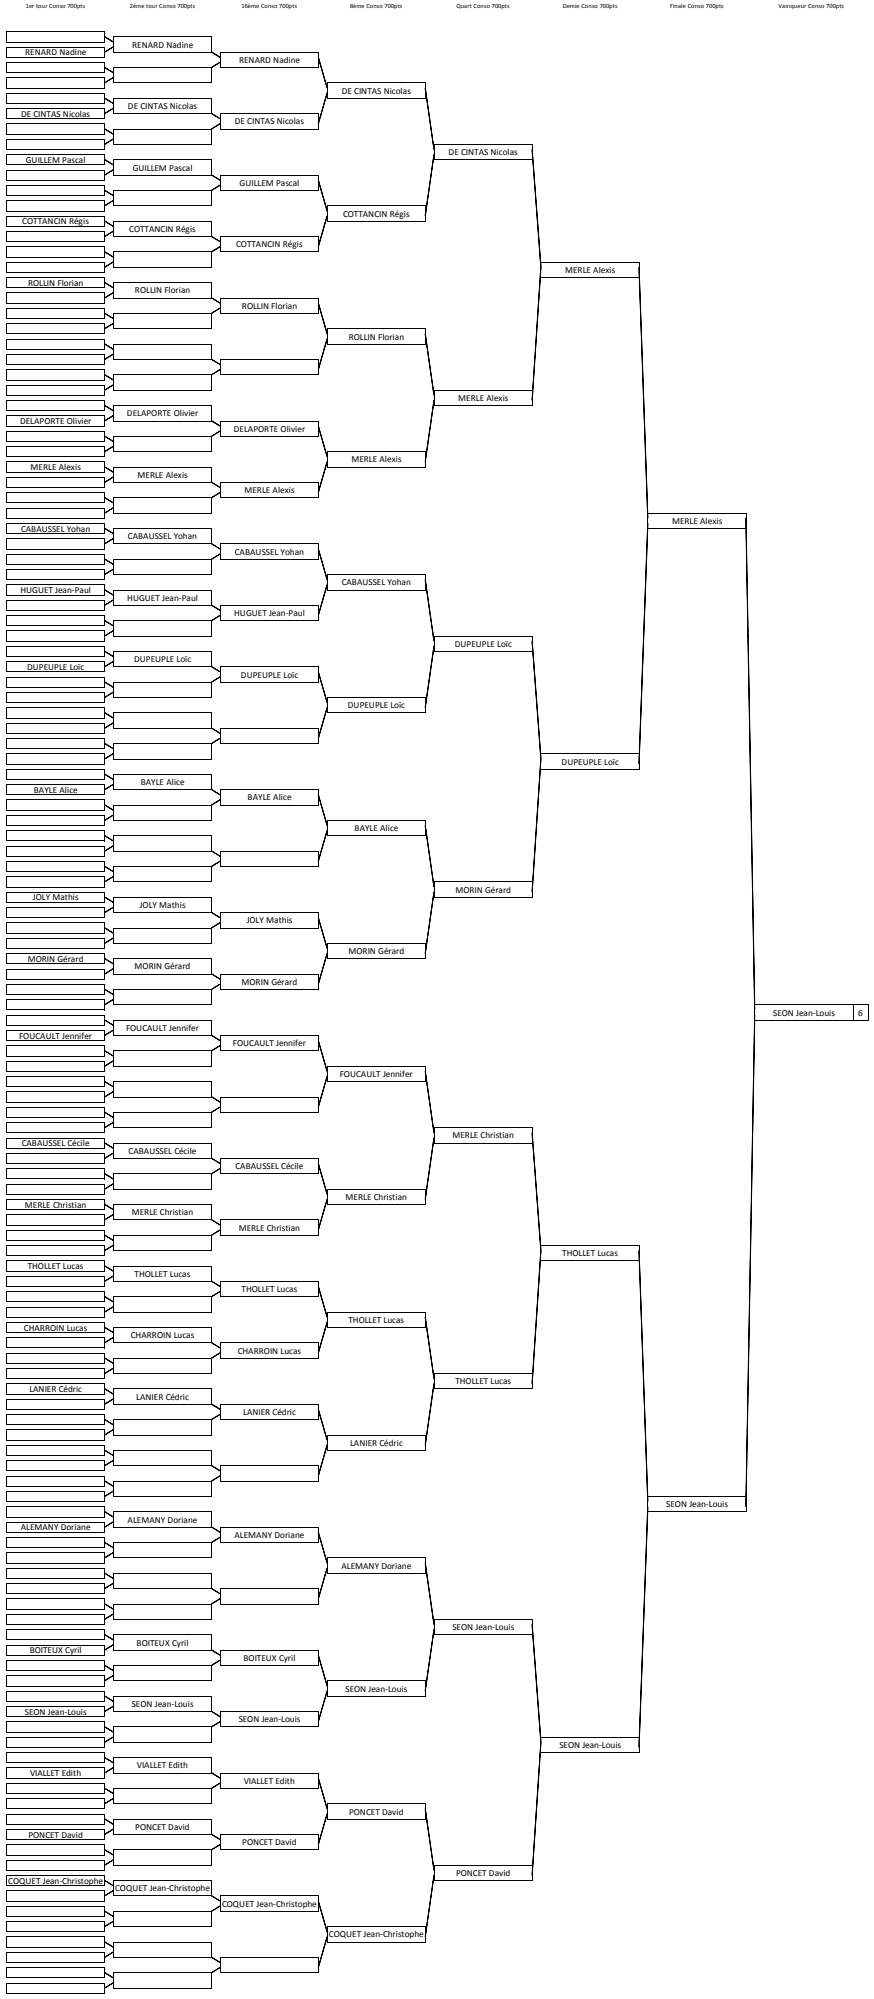 1er tour Conso 700pts
2ème tour Conso 700pts
16ème Conso 700pts
8ème Conso 700pts
Quart Conso 700pts
Demie Conso 700pts
Finale Conso 700pts
Vainqueur Conso 700pts
RENARD Nadine
DE CINTAS Nicolas
GUILLEM Pascal
COTTANCIN Régis
ROLLIN Florian
DELAPORTE Olivier
MERLE Alexis
CABAUSSEL Yohan
HUGUET Jean-Paul
DUPEUPLE Loïc
BAYLE Alice
JOLY Mathis
MORIN Gérard
FOUCAULT Jennifer
CABAUSSEL Cécile
MERLE Christian
THOLLET Lucas
CHARROIN Lucas
LANIER Cédric
ALEMANY Doriane
BOITEUX Cyril
SEON Jean-Louis
VIALLET Edith
PONCET David
COQUET Jean-Christophe
RENARD Nadine
DE CINTAS Nicolas
GUILLEM Pascal
COTTANCIN Régis
ROLLIN Florian
DELAPORTE Olivier
MERLE Alexis
CABAUSSEL Yohan
HUGUET Jean-Paul
DUPEUPLE Loïc
BAYLE Alice
JOLY Mathis
MORIN Gérard
FOUCAULT Jennifer
CABAUSSEL Cécile
MERLE Christian
THOLLET Lucas
CHARROIN Lucas
LANIER Cédric
ALEMANY Doriane
BOITEUX Cyril
SEON Jean-Louis
VIALLET Edith
PONCET David
COQUET Jean-Christophe
RENARD Nadine
DE CINTAS Nicolas
GUILLEM Pascal
COTTANCIN Régis
ROLLIN Florian
DELAPORTE Olivier
MERLE Alexis
CABAUSSEL Yohan
HUGUET Jean-Paul
DUPEUPLE Loïc
BAYLE Alice
JOLY Mathis
MORIN Gérard
FOUCAULT Jennifer
CABAUSSEL Cécile
MERLE Christian
THOLLET Lucas
CHARROIN Lucas
LANIER Cédric
ALEMANY Doriane
BOITEUX Cyril
SEON Jean-Louis
VIALLET Edith
PONCET David
COQUET Jean-Christophe
DE CINTAS Nicolas
COTTANCIN Régis
ROLLIN Florian
MERLE Alexis
CABAUSSEL Yohan
DUPEUPLE Loïc
BAYLE Alice
MORIN Gérard
FOUCAULT Jennifer
MERLE Christian
THOLLET Lucas
LANIER Cédric
ALEMANY Doriane
SEON Jean-Louis
PONCET David
COQUET Jean-Christophe
DE CINTAS Nicolas
MERLE Alexis
DUPEUPLE Loïc
MORIN Gérard
MERLE Christian
THOLLET Lucas
SEON Jean-Louis
PONCET David
MERLE Alexis
DUPEUPLE Loïc
THOLLET Lucas
SEON Jean-Louis
MERLE Alexis
SEON Jean-Louis
SEON Jean-Louis 6